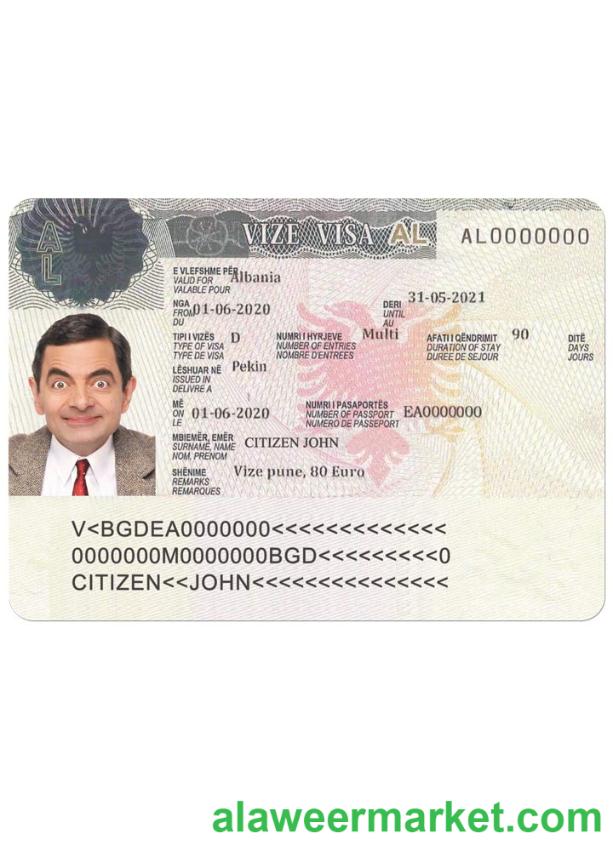 VIZE VISA AL AL0000000
AL
E VLEFSHME PËR Albania
VALID FOR
VALABLE POUR
NGA 01-06-2020 DERI 31-05-2021
FROM UNTIL
DU AU
TIPI I VIZËS D NUMRI I HYRJEVE Multi AFATI I QËNDRIMIT 90 DITË
TYPE OF VISA NUMBER OF ENTRIES DURATION OF STAY DAYS
TYPE DE VISA NOMBRE D'ENTREES DUREE DE SEJOUR JOURS
LËSHUAR NË Pekin
ISSUED IN
DELIVRE A
MË 01-06-2020 NUMRI I PASAPORTËS EA0000000
ON NUMBER OF PASSPORT
LE NUMERO DE PASSEPORT
MBIEMËR, EMËR CITIZEN JOHN
SURNAME, NAME
NOM, PRENOM
SHËNIME Vize pune, 80 Euro
REMARKS
REMARQUES
V<BGDEA0000000<<<<<<<<<<<<<
0000000M0000000BGD<<<<<<<<<0
CITIZEN<<JOHN<<<<<<<<<<<<<<<
alaweermarket.com